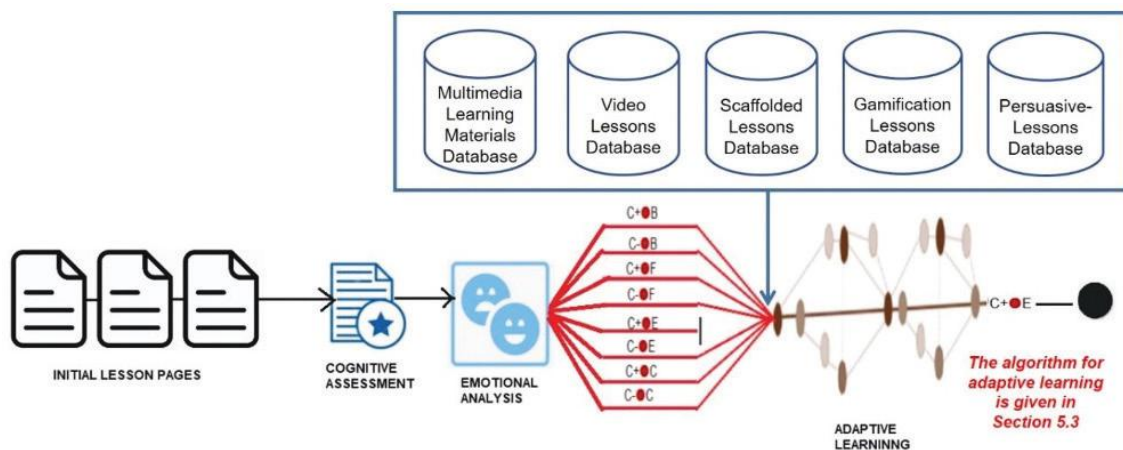 Multimedia
Learning
Materials
Database
Video
Lessons
Database
Scaffolded
Lessons
Database
Gamification
Lessons
Database
Persuasive-
Lessons
Database
INITIAL LESSON PAGES
COGNITIVE
ASSESSMENT
EMOTIONAL
ANALYSIS
C+●B
C-●B
C+●F
C-●F
C+●E
C-●E
C+●C
C-●C
ADAPTIVE
LEARNINNG
C+●E
The algorithm for
adaptive learning
is given in
Section 5.3